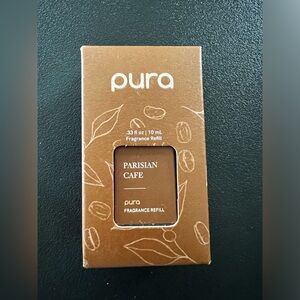 pura
.33 fl oz | 10 mL
Fragrance Refill
PARISIAN
CAFE
pura
FRAGRANCE REFILL